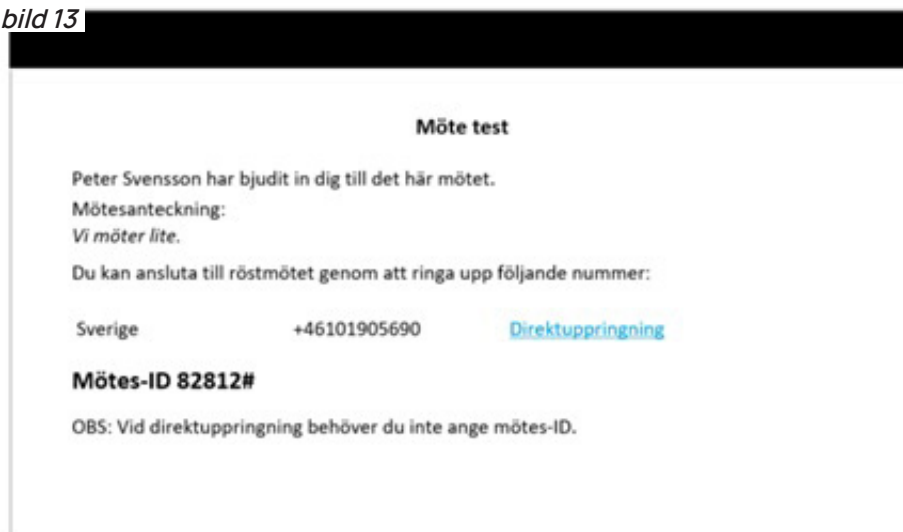 bild 13
Möte test
Peter Svensson har bjudit in dig till det här mötet.
Mötesanteckning:
Vi möter lite.
Du kan ansluta till röstmötet genom att ringa upp följande nummer:
Sverige +46101905690 Direktuppringning
Mötes-ID 82812#
OBS: Vid direktuppringning behöver du inte ange mötes-ID.